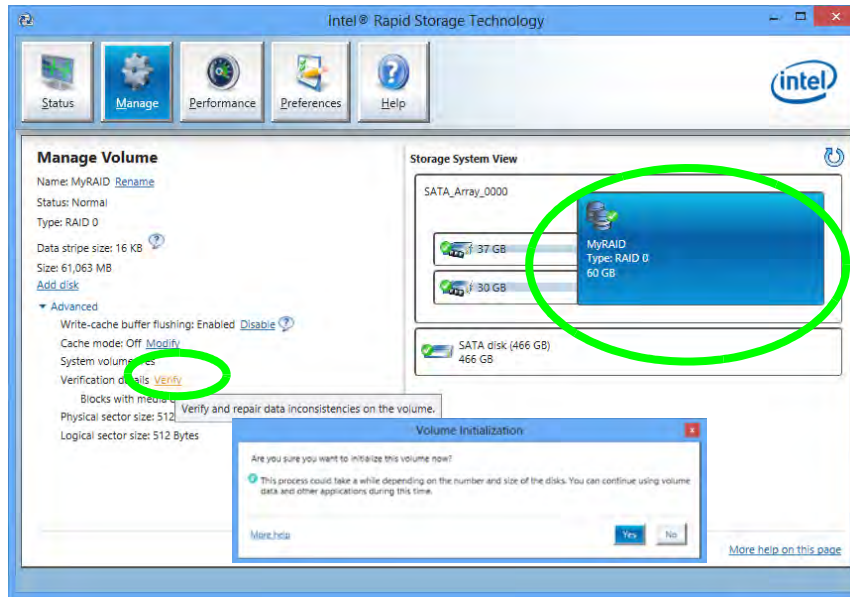 Intel® Rapid Storage Technology
Status
Manage
Performance
Preferences
Help
intel
Manage Volume
Name: MyRAID Rename
Status: Normal
Type: RAID 0
Data stripe size: 16 KB
Size: 61,063 MB
Add disk
Advanced
Write-cache buffer flushing: Enabled Disable
Cache mode: Off Modify
System volume
Verification details Verify
Blocks with
Physical sector size: 512
Logical sector size: 512 Bytes
Verify and repair data inconsistencies on the volume.
Storage System View
SATA_Array_0000
37 GB
30 GB
MyRAID
Type: RAID 0
60 GB
SATA disk (466 GB)
466 GB
Volume Initialization
Are you sure you want to initialize this volume now?
This process could take a while depending on the number and size of the disks. You can continue using volume
data and other applications during this time.
More help
Yes
No
More help on this page